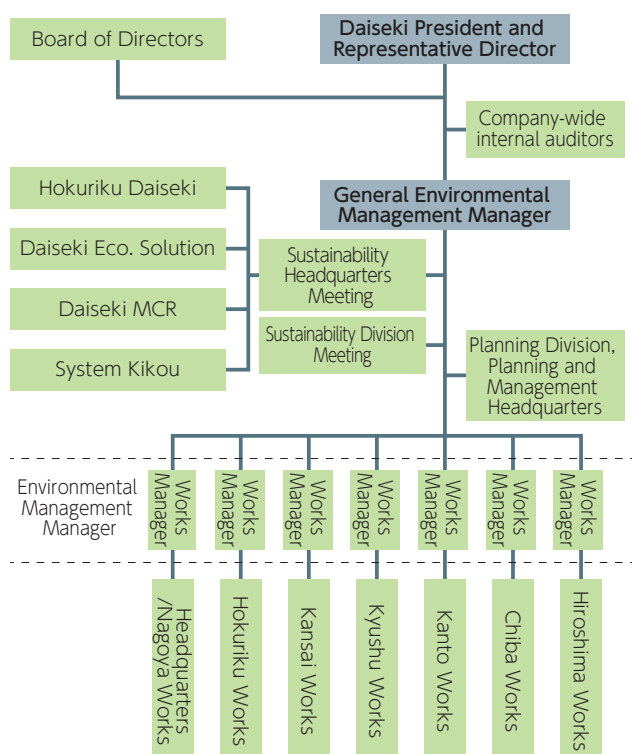 Board of Directors
Daiseki President and
Representative Director
Company-wide
internal auditors
Hokuriku Daiseki
General Environmental
Management Manager
Daiseki Eco. Solution
Sustainability
Headquarters
Meeting
Daiseki MCR
Sustainability Division
Meeting
System Kikou
Planning Division,
Planning and
Management
Headquarters
Environmental
Management
Manager
Works
Manager
Works
Manager
Works
Manager
Works
Manager
Works
Manager
Works
Manager
Works
Manager
Headquarters
/Nagoya Works
Hokuriku Works
Kansai Works
Kyushu Works
Kanto Works
Chiba Works
Hiroshima Works